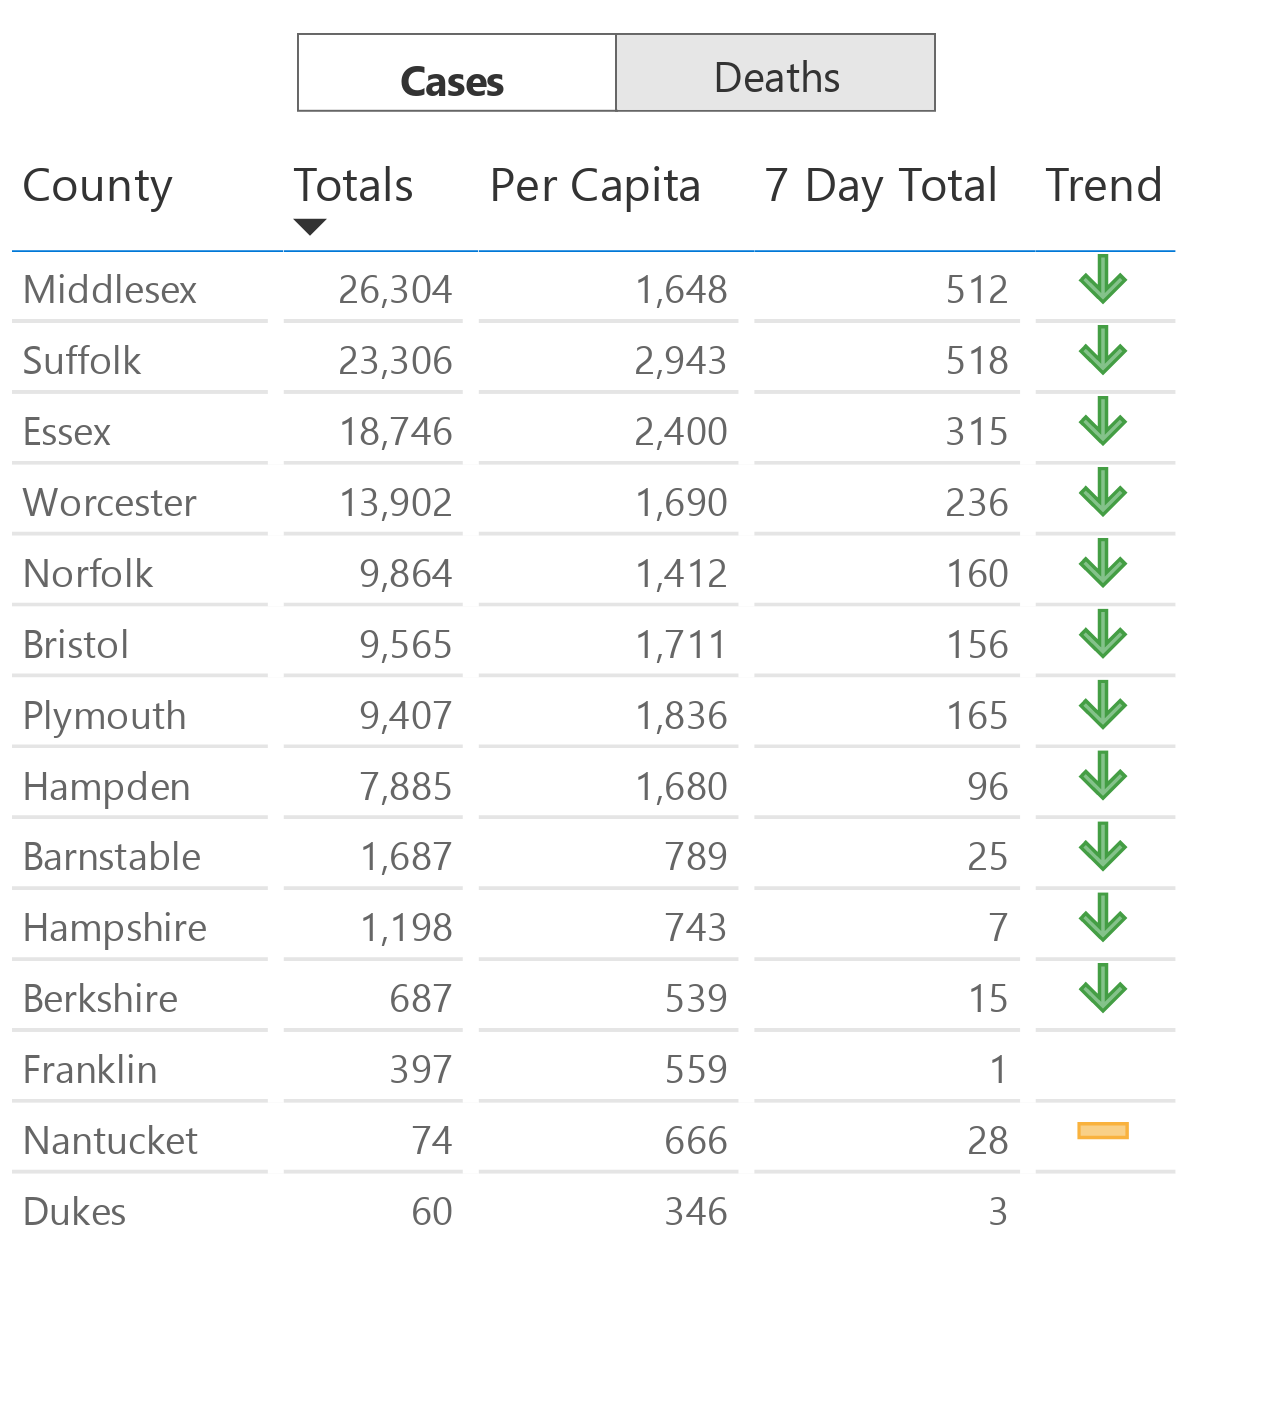 Cases Deaths
County Totals Per Capita 7 Day Total Trend
Middlesex 26,304 1,648 512
Suffolk 23,306 2,943 518
Essex 18,746 2,400 315
Worcester 13,902 1,690 236
Norfolk 9,864 1,412 160
Bristol 9,565 1,711 156
Plymouth 9,407 1,836 165
Hampden 7,885 1,680 96
Barnstable 1,687 789 25
Hampshire 1,198 743 7
Berkshire 687 539 15
Franklin 397 559 1
Nantucket 74 666 28
Dukes 60 346 3